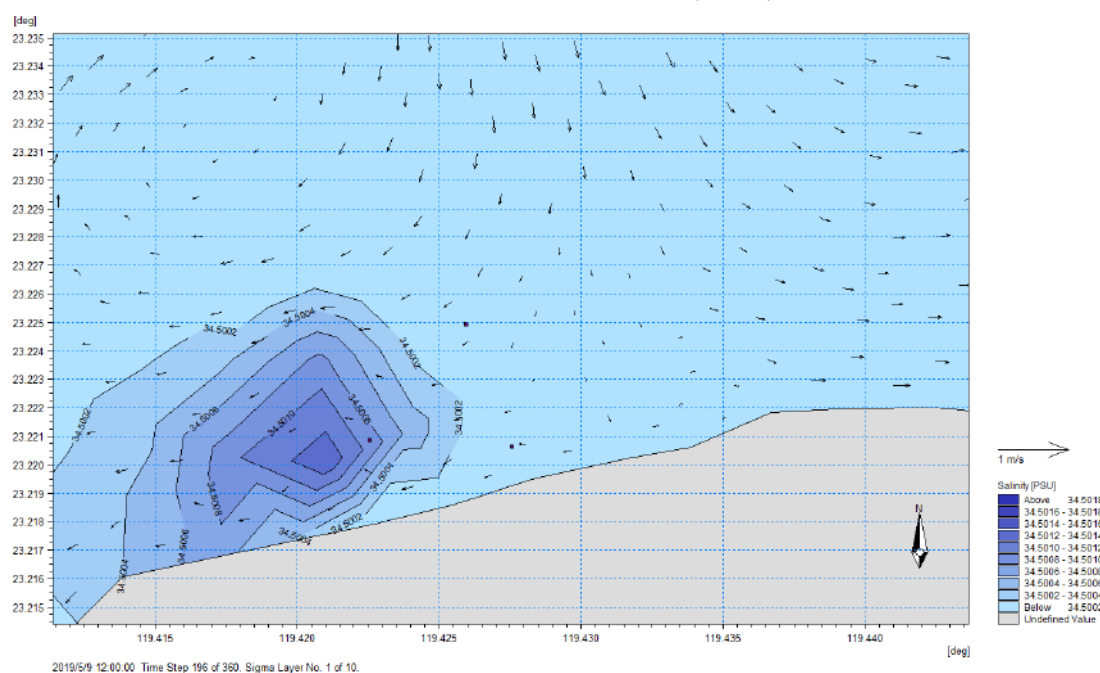 [deg]
23.235
23.234
23.233
23.232
23.231
23.230
23.229
23.228
23.227
23.226
23.225
23.224
23.223
23.222
23.221
23.220
23.219
23.218
23.217
23.216
23.215
34.5002
34.5004
34.5002
34.5002
34.5002
34.5006
34.5010
34.5008
34.5004
34.5008
34.5002
34.5004
34.5006
34.5004
119.415
119.420
119.425
119.430
119.435
119.440
[deg]
1 m/s
N
Salinity [PSU]
Above 34.5018
34.5016 - 34.5018
34.5014 - 34.5016
34.5012 - 34.5014
34.5010 - 34.5012
34.5008 - 34.5010
34.5006 - 34.5008
34.5004 - 34.5006
34.5002 - 34.5004
Below 34.5002
Undefined Value
2019/5/9 12:00:00 Time Step 196 of 360. Sigma Layer No. 1 of 10.